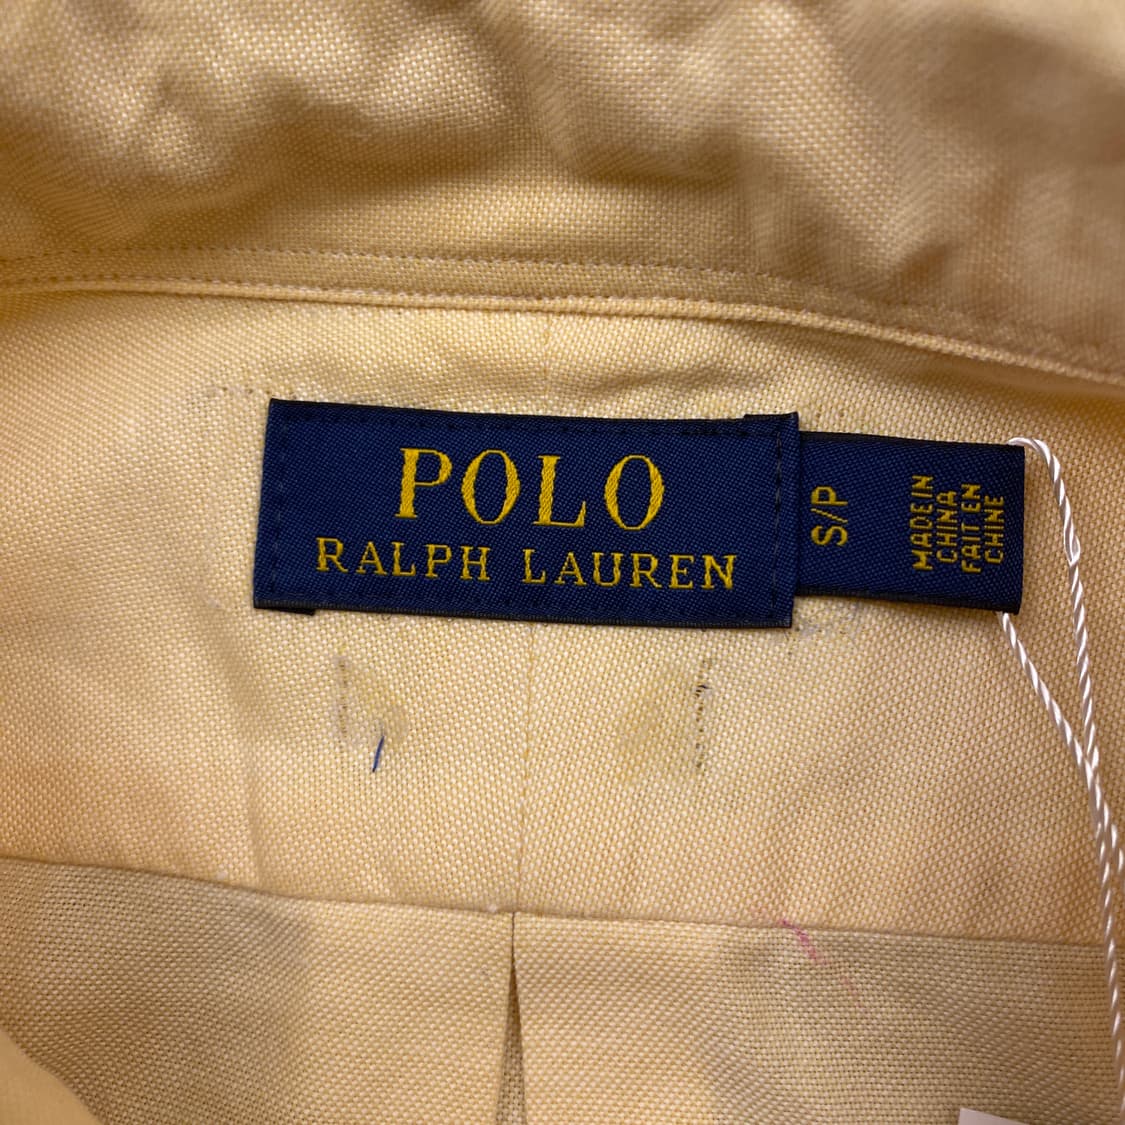 POLO
RALPH LAUREN
S/P
MADE IN
CHINA
FAIT EN
CHINE